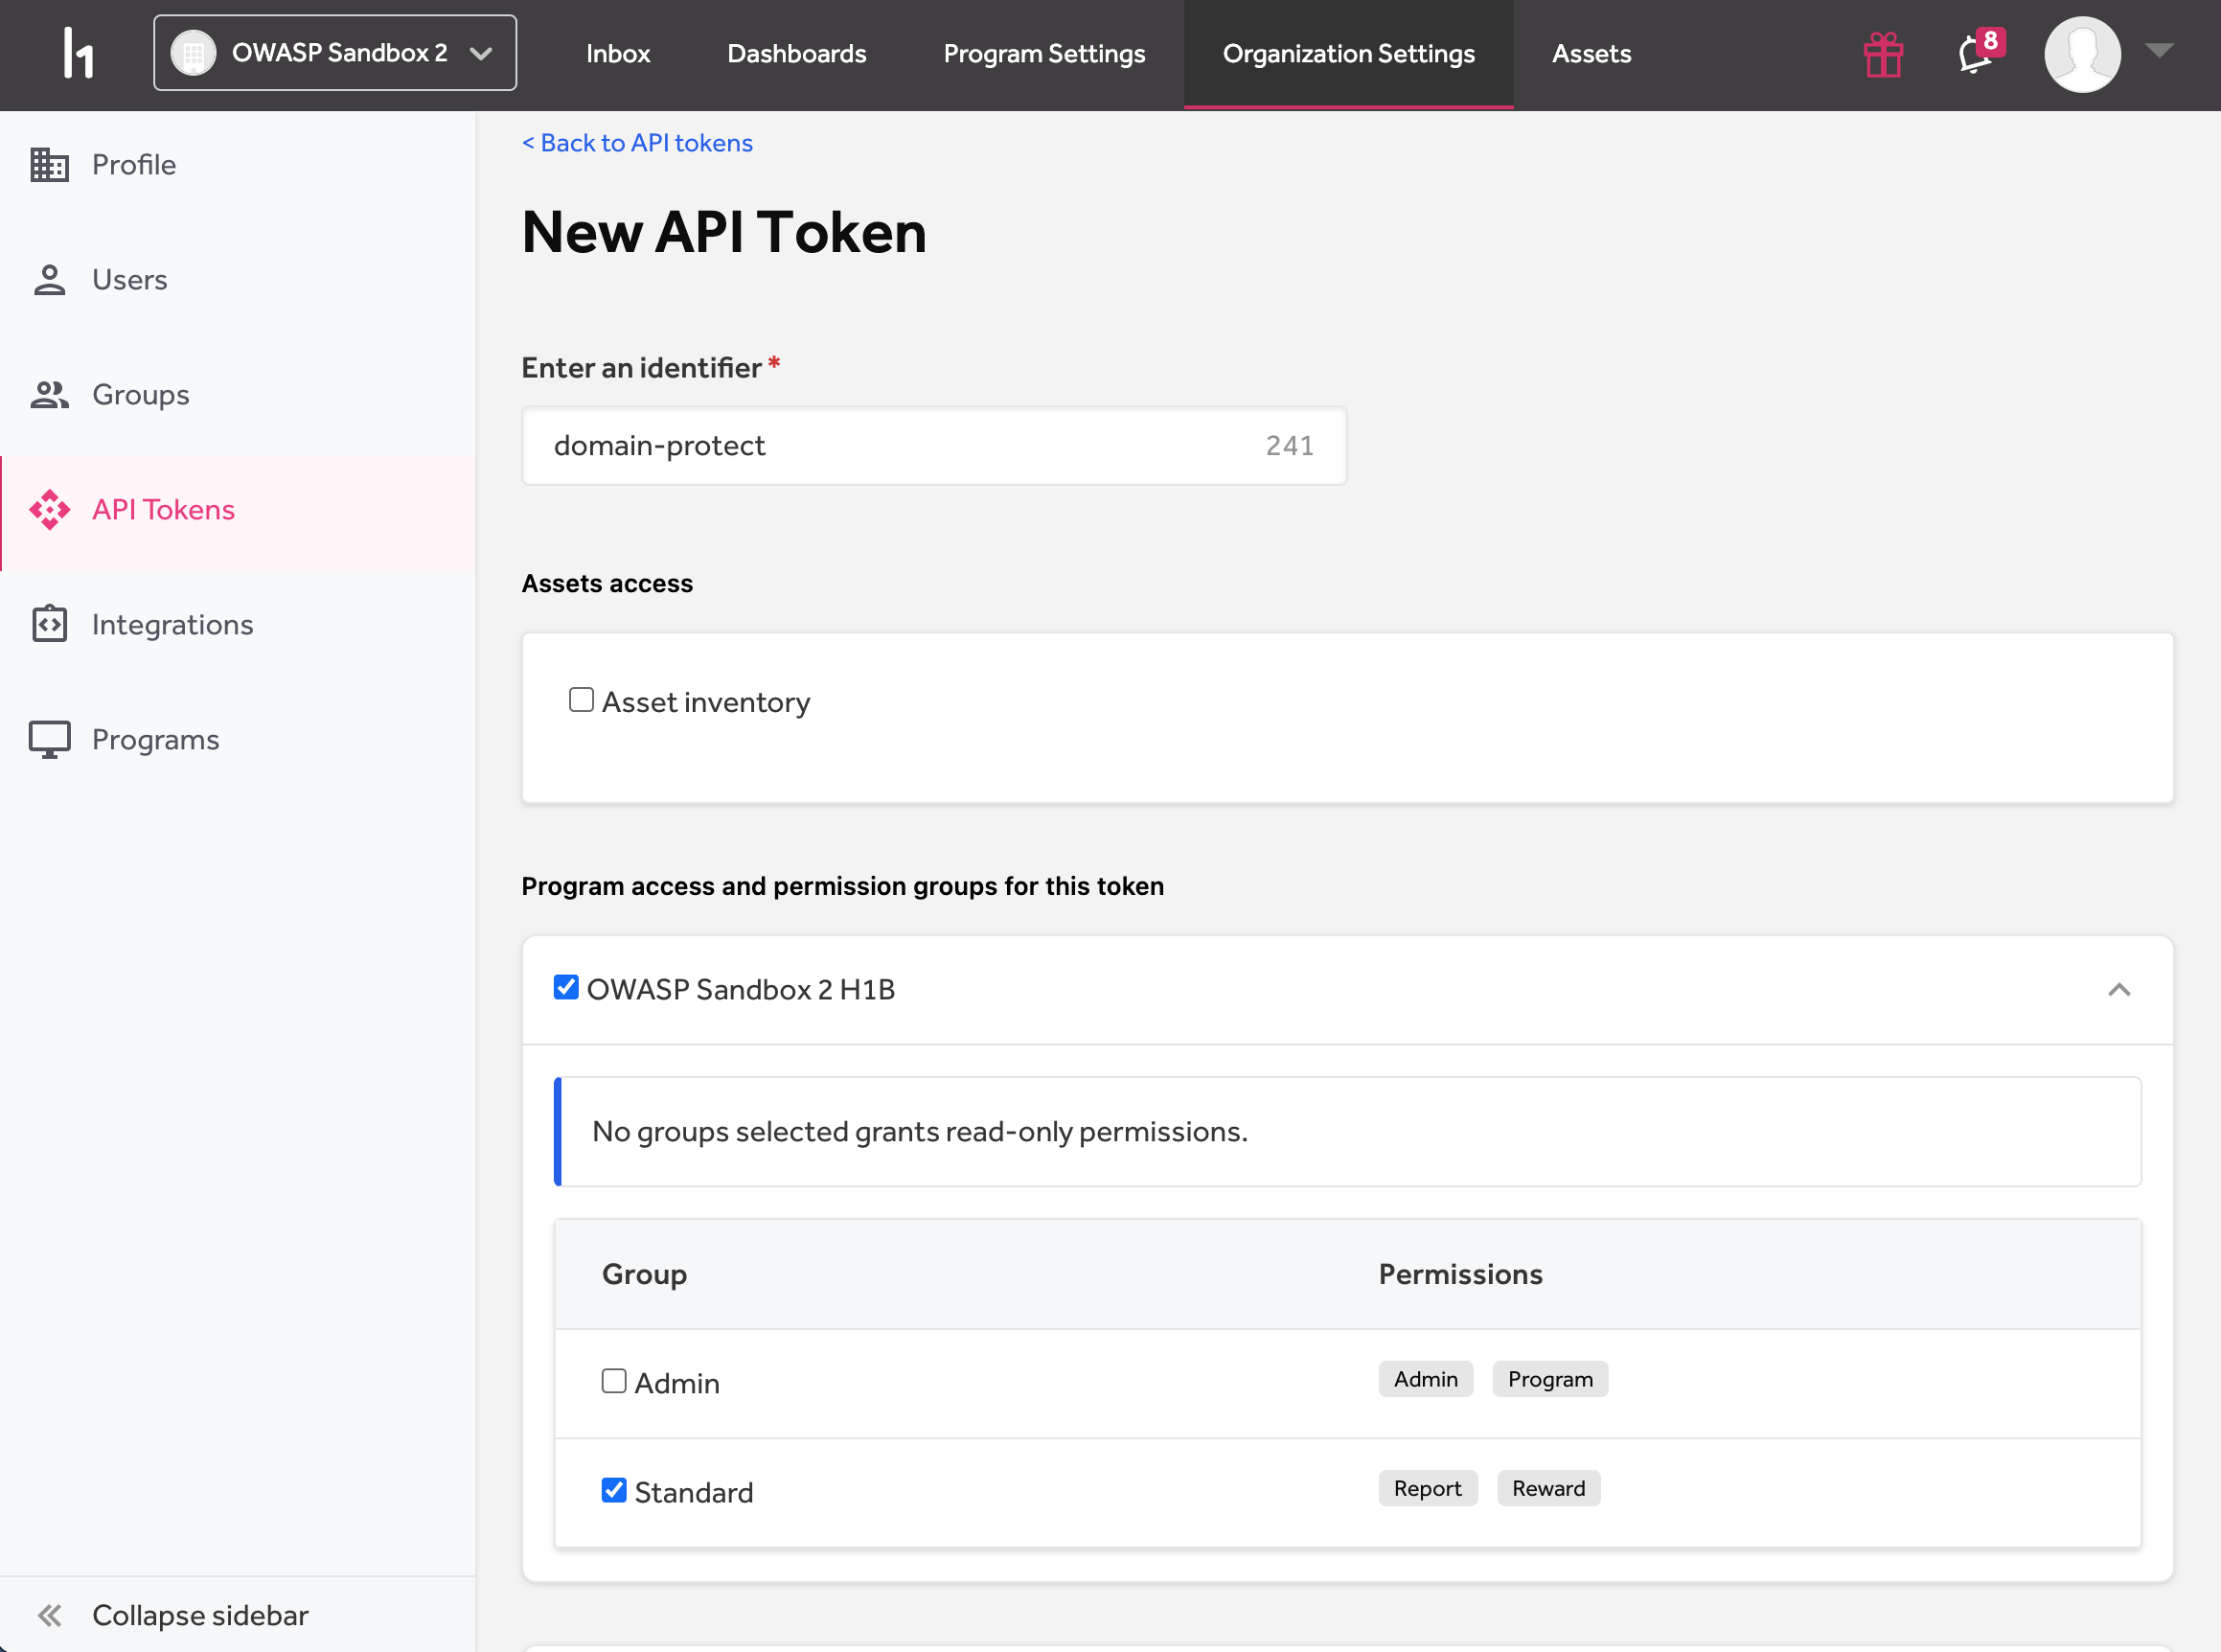 h1
OWASP Sandbox 2
Inbox
Dashboards
Program Settings
Organization Settings
Assets
8
Profile
Users
Groups
API Tokens
Integrations
Programs
Collapse sidebar
< Back to API tokens
New API Token
Enter an identifier *
domain-protect 241
Assets access
Asset inventory
Program access and permission groups for this token
OWASP Sandbox 2 H1B
No groups selected grants read-only permissions.
Group Permissions
Admin Admin Program
Standard Report Reward